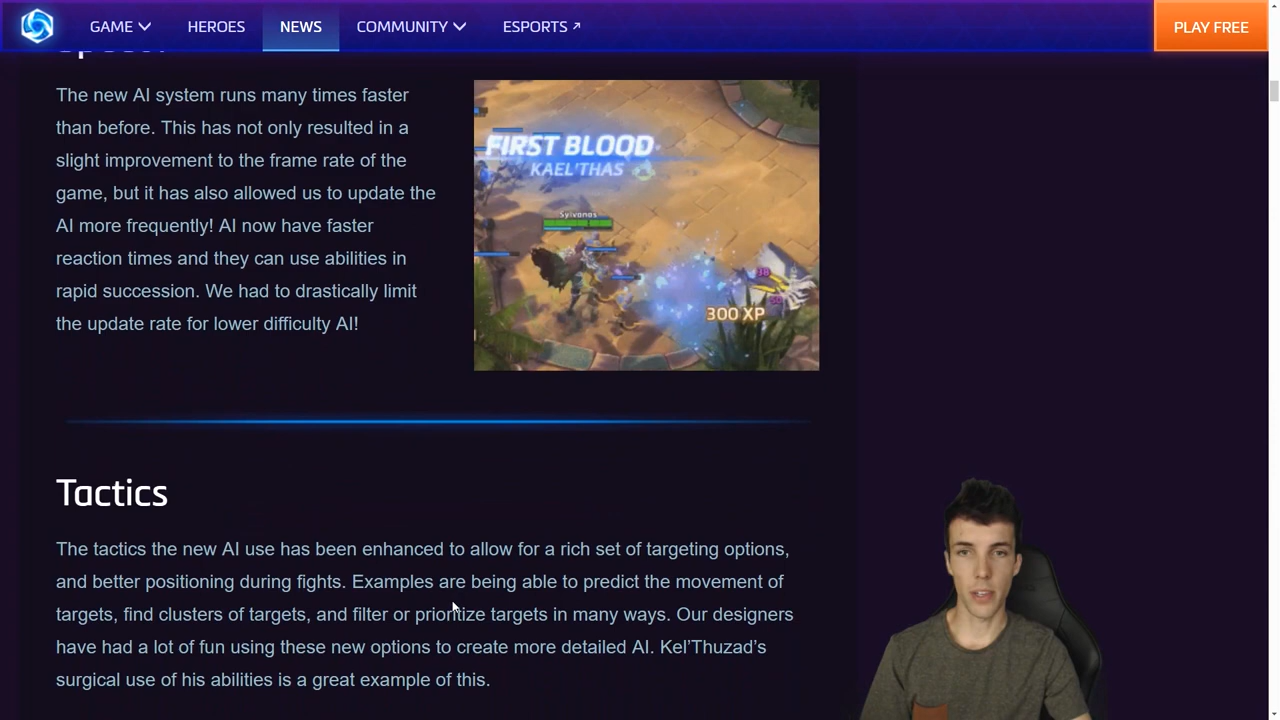 GAME HEROES NEWS COMMUNITY ESPORTS PLAY FREE
The new AI system runs many times faster
than before. This has not only resulted in a
slight improvement to the frame rate of the
game, but it has also allowed us to update the
AI more frequently! AI now have faster
reaction times and they can use abilities in
rapid succession. We had to drastically limit
the update rate for lower difficulty AI!
FIRST BLOOD
KAEL'THAS
Sylvanas
38
300 XP
Tactics
The tactics the new AI use has been enhanced to allow for a rich set of targeting options,
and better positioning during fights. Examples are being able to predict the movement of
targets, find clusters of targets, and filter or prioritize targets in many ways. Our designers
have had a lot of fun using these new options to create more detailed AI. Kel’Thuzad’s
surgical use of his abilities is a great example of this.